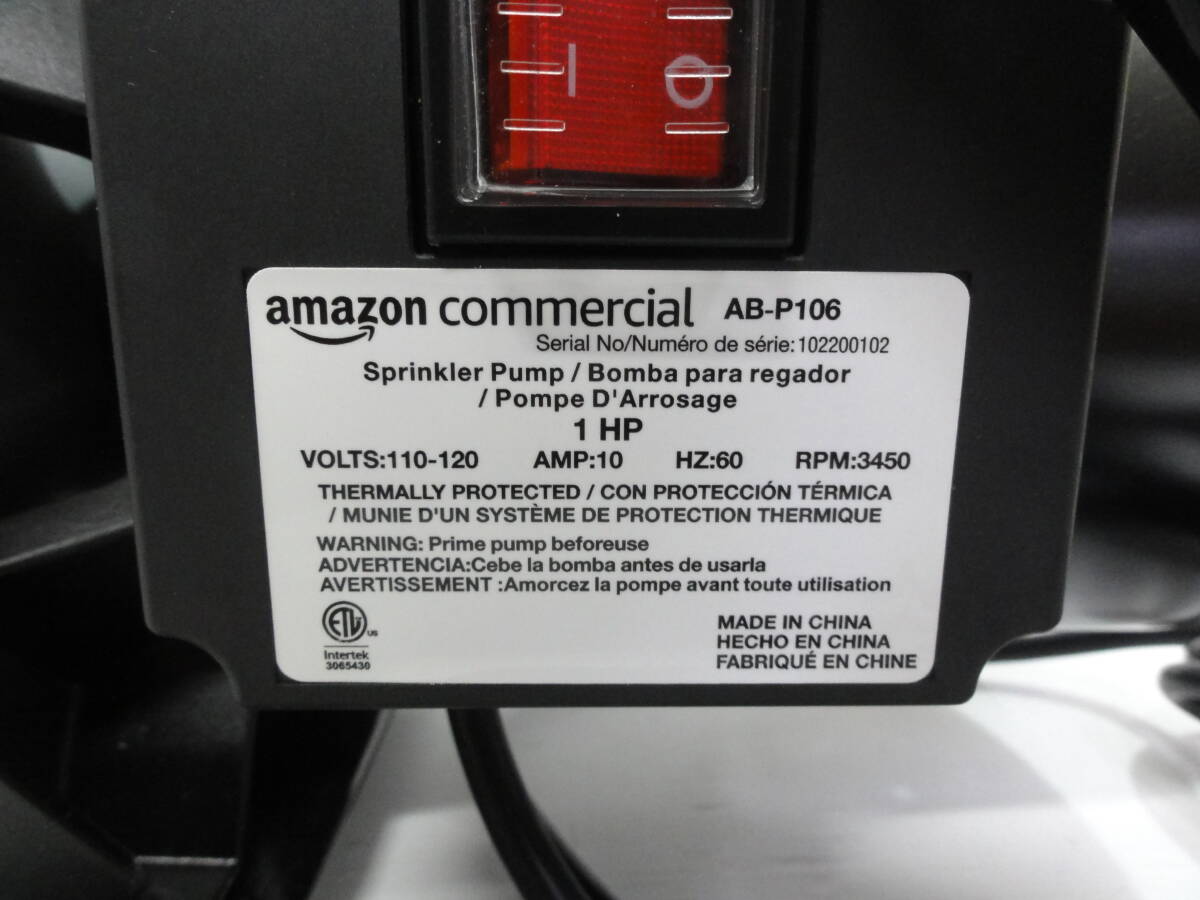 amazon commercial AB-P106
Serial No/Numéro de série:102200102
Sprinkler Pump / Bomba para regador
/ Pompe D'Arrosage
1 HP
VOLTS:110-120 AMP:10 HZ:60 RPM:3450
THERMALLY PROTECTED / CON PROTECCIÓN TÉRMICA
/ MUNIE D'UN SYSTÈME DE PROTECTION THERMIQUE
WARNING: Prime pump beforeuse
ADVERTENCIA:Cebe la bomba antes de usarla
AVERTISSEMENT :Amorcez la pompe avant toute utilisation
ETL US
Intertek
3065430
MADE IN CHINA
HECHO EN CHINA
FABRIQUÉ EN CHINE